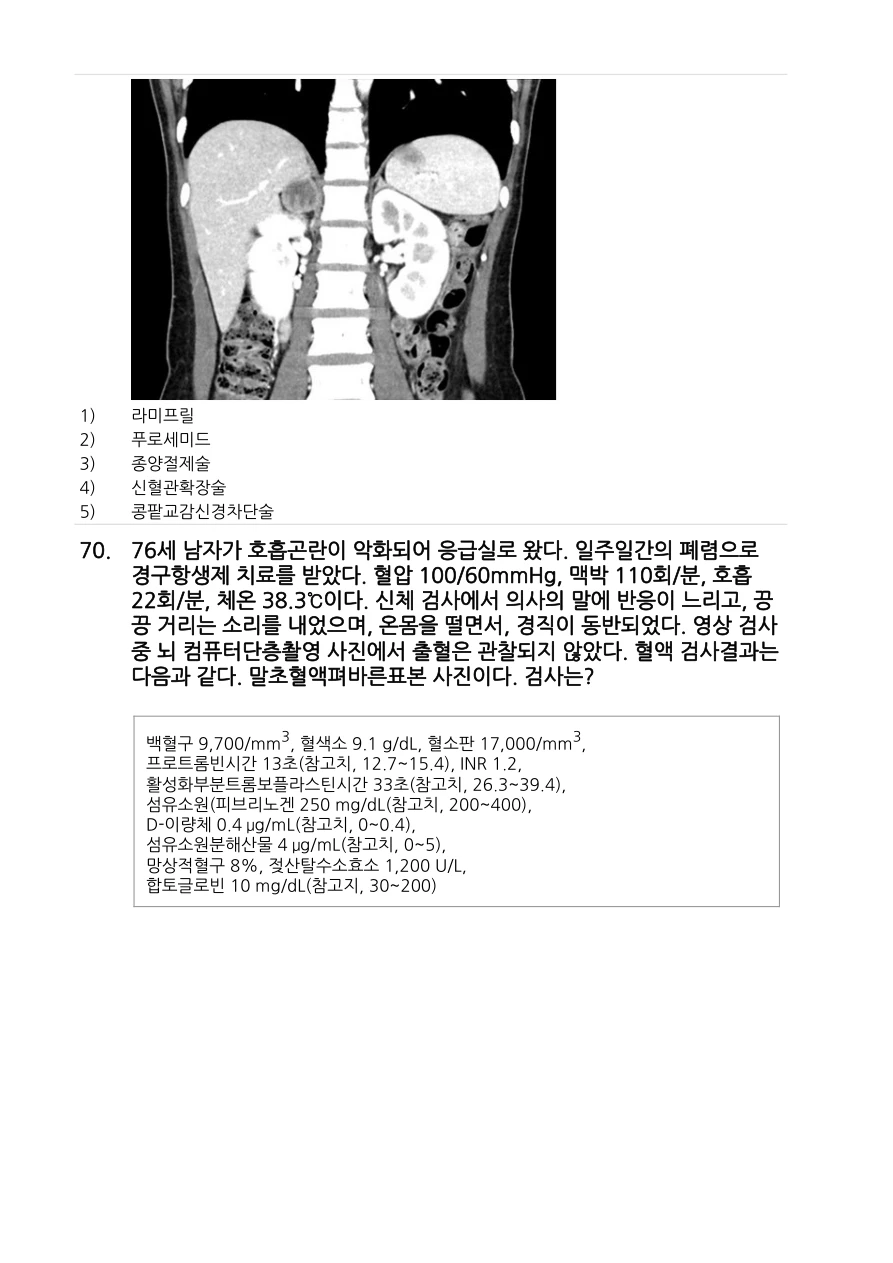 1) 라미프릴
2) 푸로세미드
3) 종양절제술
4) 신혈관확장술
5) 콩팥교감신경차단술
70. 76세 남자가 호흡곤란이 악화되어 응급실로 왔다. 일주일간의 폐렴으로
경구항생제 치료를 받았다. 혈압 100/60mmHg, 맥박 110회/분, 호흡
22회/분, 체온 38.3℃이다. 신체 검사에서 의사의 말에 반응이 느리고, 끙
끙 거리는 소리를 내었으며, 온몸을 떨면서, 경직이 동반되었다. 영상 검사
중 뇌 컴퓨터단층촬영 사진에서 출혈은 관찰되지 않았다. 혈액 검사결과는
다음과 같다. 말초혈액펴바른표본 사진이다. 검사는?
백혈구 9,700/mm³, 혈색소 9.1 g/dL, 혈소판 17,000/mm³,
프로트롬빈시간 13초(참고치, 12.7~15.4), INR 1.2,
활성화부분트롬보플라스틴시간 33초(참고치, 26.3~39.4),
섬유소원(피브리노겐 250 mg/dL(참고치, 200~400),
D-이량체 0.4 µg/mL(참고치, 0~0.4),
섬유소원분해산물 4 µg/mL(참고치, 0~5),
망상적혈구 8%, 젖산탈수소효소 1,200 U/L,
합토글로빈 10 mg/dL(참고지, 30~200)